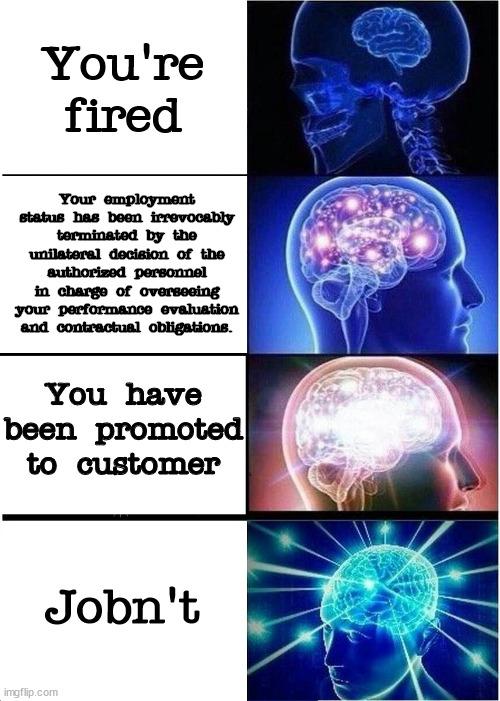 You're
fired
Your employment
status has been irrevocably
terminated by the
unilateral decision of the
authorized personnel
in charge of overseeing
your performance evaluation
and contractual obligations.
You have
been promoted
to customer
Jobn't
imgflip.com